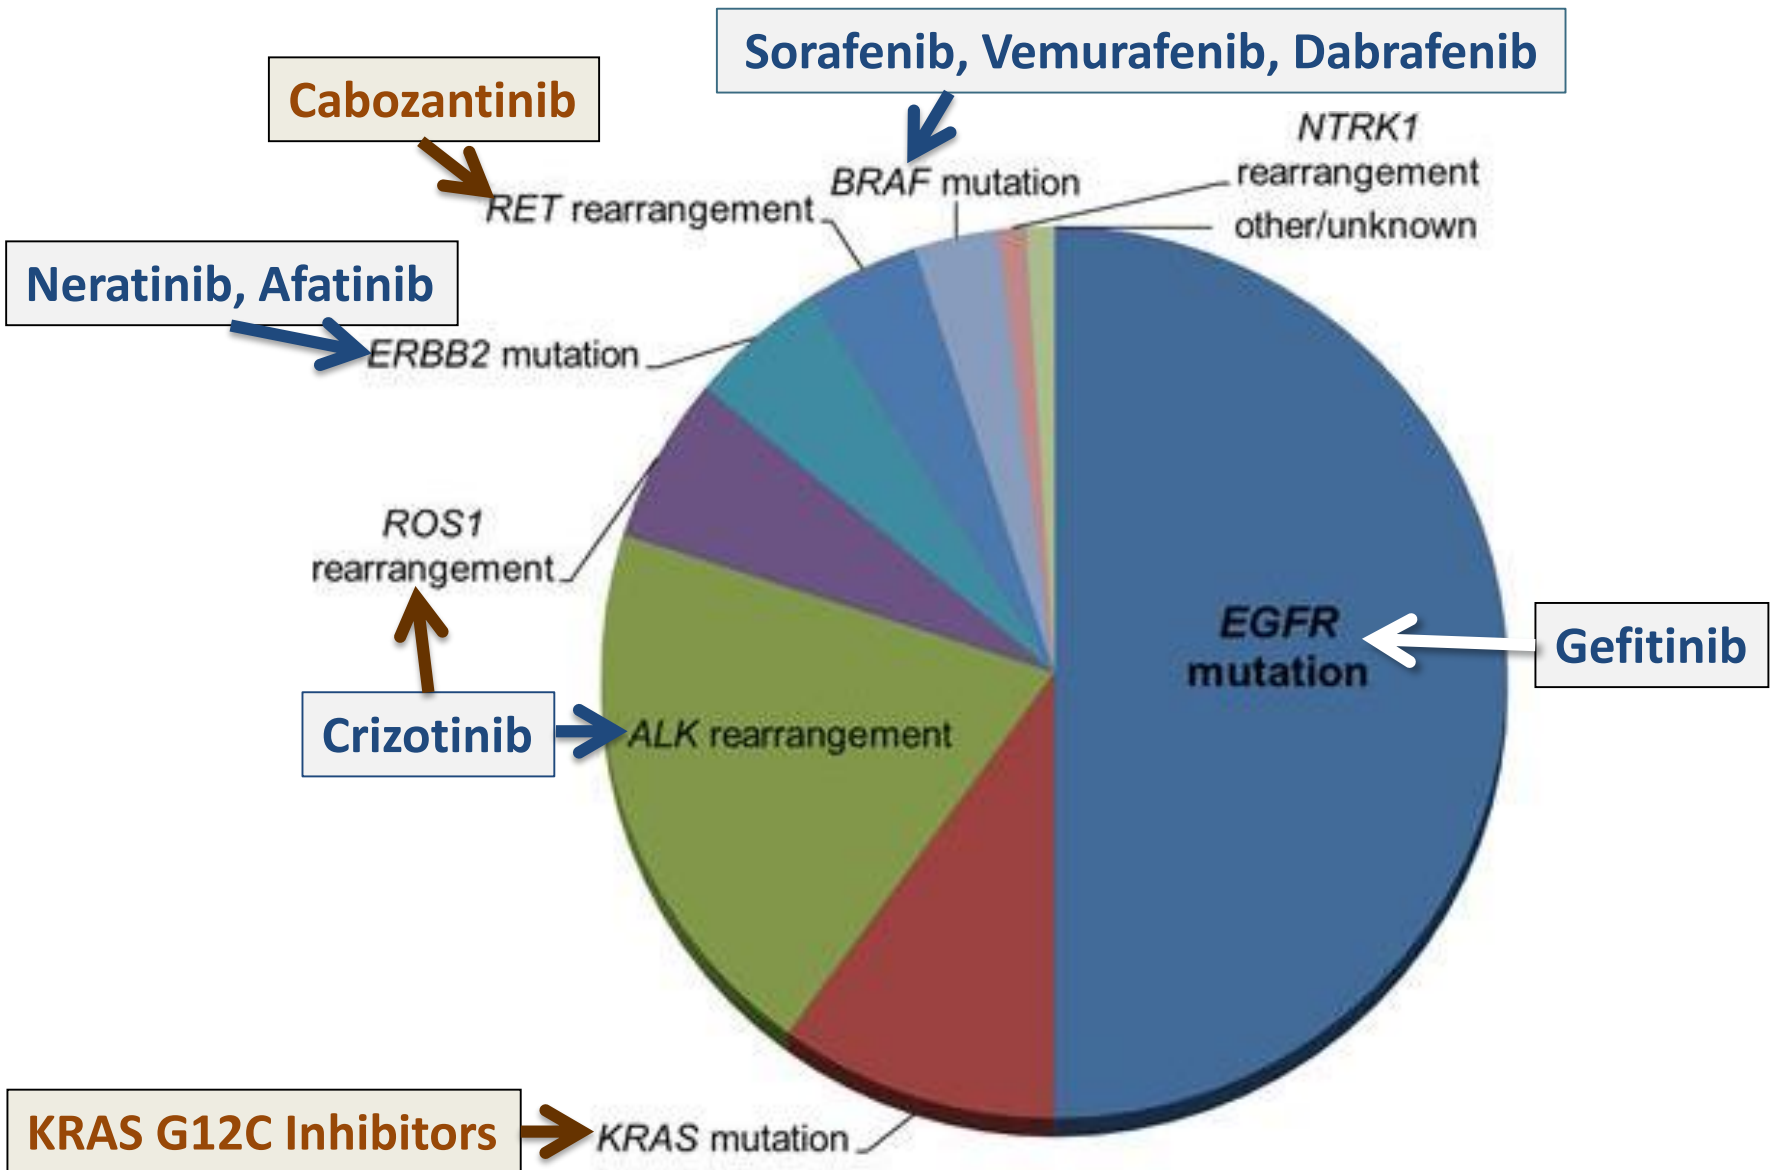 Sorafenib, Vemurafenib, Dabrafenib
Cabozantinib
NTRK1
rearrangement
BRAF mutation
RET rearrangement
other/unknown
Neratinib, Afatinib
ERBB2 mutation
ROS1
rearrangement
EGFR
mutation
Gefitinib
Crizotinib
ALK rearrangement
KRAS G12C Inhibitors
KRAS mutation